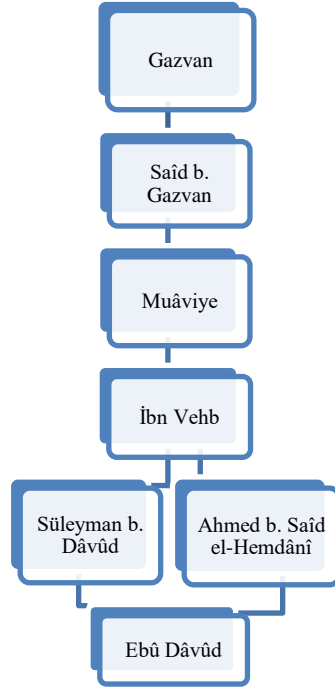 Gazvan
Saîd b.
Gazvan
Muâviye
İbn Vehb
Süleyman b.
Dâvûd
Ahmed b. Saîd
el-Hemdânî
Ebû Dâvûd